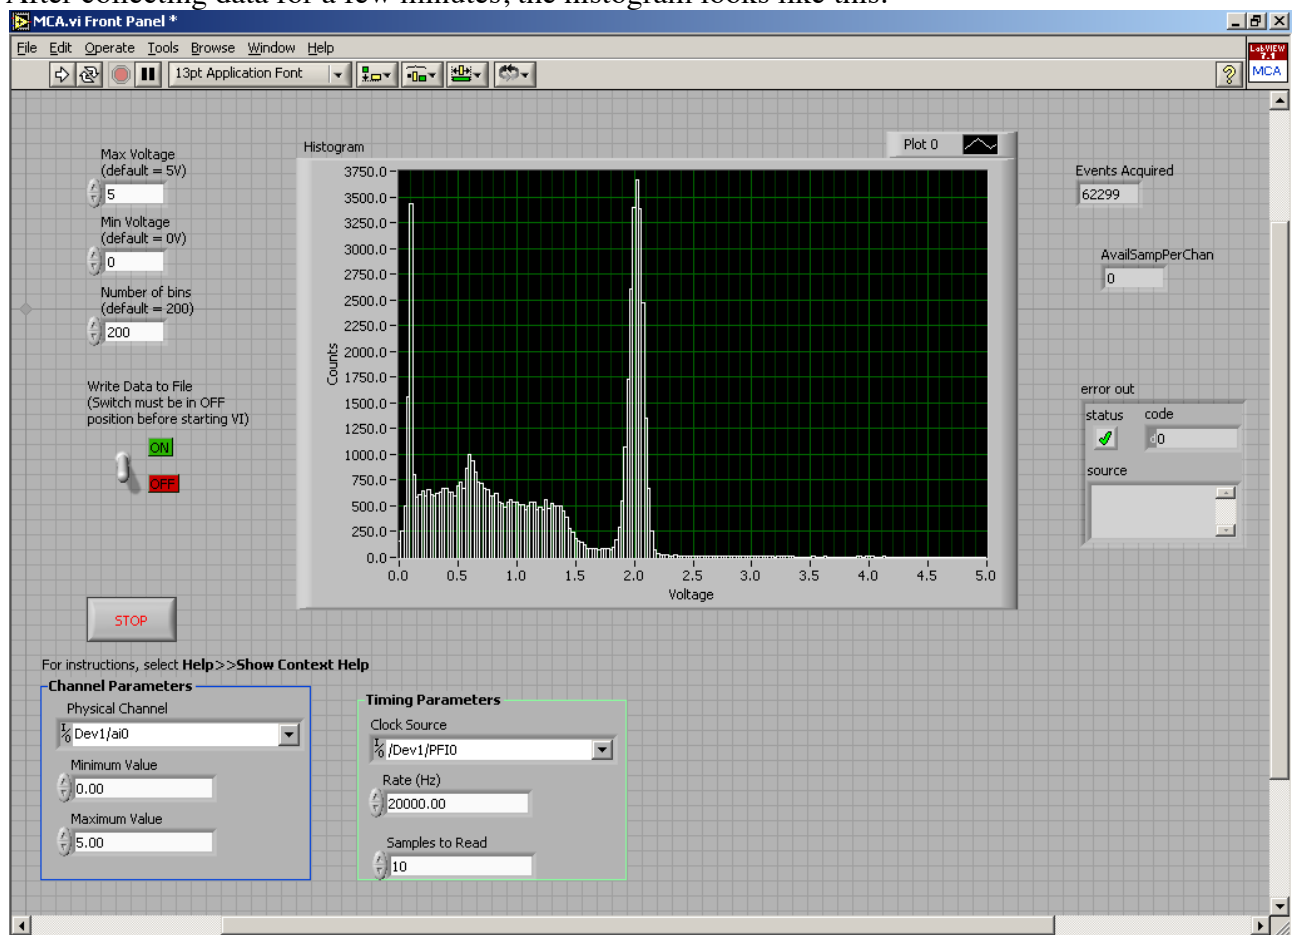 After collecting data for a few minutes, the histogram looks like this:
MCA.vi Front Panel *
File Edit Operate Tools Browse Window Help
13pt Application Font
LabVIEW
7.1
MCA
Max Voltage
(default = 5V)
5
Min Voltage
(default = 0V)
0
Number of bins
(default = 200)
200
Write Data to File
(Switch must be in OFF
position before starting VI)
ON
OFF
STOP
Histogram
Plot 0
3750.0
3500.0
3250.0
3000.0
2750.0
2500.0
2250.0
2000.0
1750.0
1500.0
1250.0
1000.0
750.0
500.0
250.0
0.0
Counts
0.0 0.5 1.0 1.5 2.0 2.5 3.0 3.5 4.0 4.5 5.0
Voltage
Events Acquired
62299
AvailSampPerChan
0
error out
status code
d0
source
For instructions, select Help>>Show Context Help
Channel Parameters
Physical Channel
I/0 Dev1/ai0
Minimum Value
0.00
Maximum Value
5.00
Timing Parameters
Clock Source
I/0 /Dev1/PFI0
Rate (Hz)
20000.00
Samples to Read
10